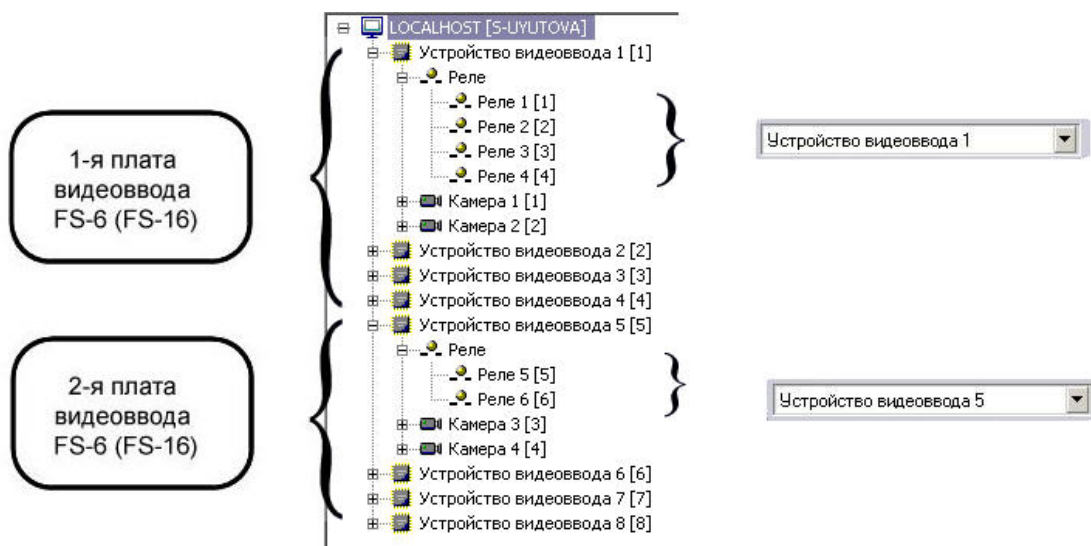 LOCALHOST [S-UYUTOVA]
Устройство видеоввода 1 [1]
Реле
Реле 1 [1]
Реле 2 [2]
Реле 3 [3]
Реле 4 [4]
Камера 1 [1]
Камера 2 [2]
Устройство видеоввода 2 [2]
Устройство видеоввода 3 [3]
Устройство видеоввода 4 [4]
Устройство видеоввода 5 [5]
Реле
Реле 5 [5]
Реле 6 [6]
Камера 3 [3]
Камера 4 [4]
Устройство видеоввода 6 [6]
Устройство видеоввода 7 [7]
Устройство видеоввода 8 [8]
1-я плата
видеоввода
FS-6 (FS-16)
2-я плата
видеоввода
FS-6 (FS-16)
Устройство видеоввода 1
Устройство видеоввода 5